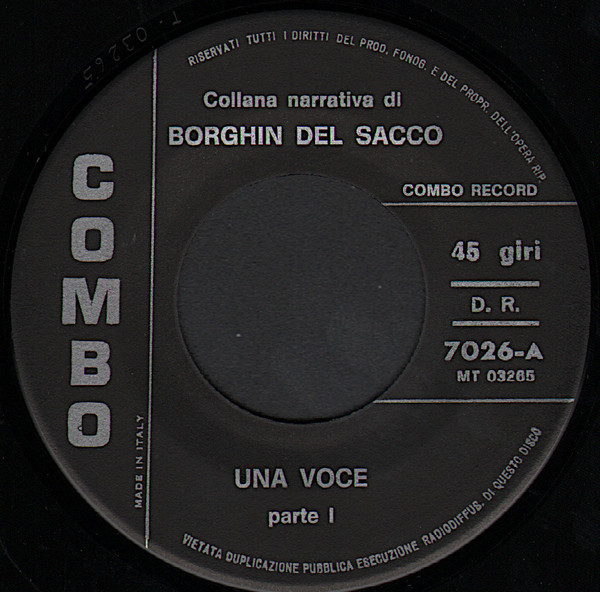 T. 03265
RISERVATI TUTTI I DIRITTI DEL PROD. FONOG. E DEL PROPR. DELL'OPERA RIP.
Collana narrativa di
BORGHIN DEL SACCO
COMBO RECORD
COMBO
45 giri
D. R.
7026-A
MT 03265
MADE IN ITALY
UNA VOCE
parte I
VIETATA DUPLICAZIONE PUBBLICA ESECUZIONE RADIODIFFUS. DI QUESTO DISCO